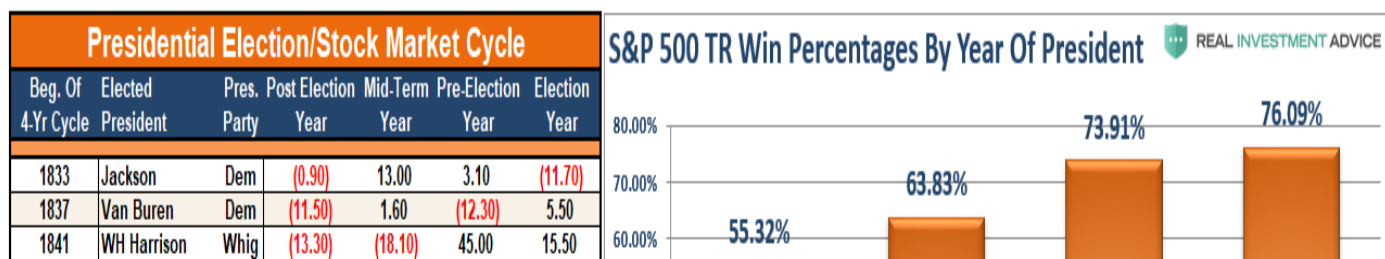 Presidential Election/Stock Market Cycle
Beg. Of Elected Pres. Post Election Mid-Term Pre-Election Election
4-Yr Cycle President Party Year Year Year Year
1833 Jackson Dem (0.90) 13.00 3.10 (11.70)
1837 Van Buren Dem (11.50) 1.60 (12.30) 5.50
1841 WH Harrison Whig (13.30) (18.10) 45.00 15.50
S&P 500 TR Win Percentages By Year Of President
REAL INVESTMENT ADVICE
80.00%
70.00%
60.00%
55.32%
63.83%
73.91%
76.09%